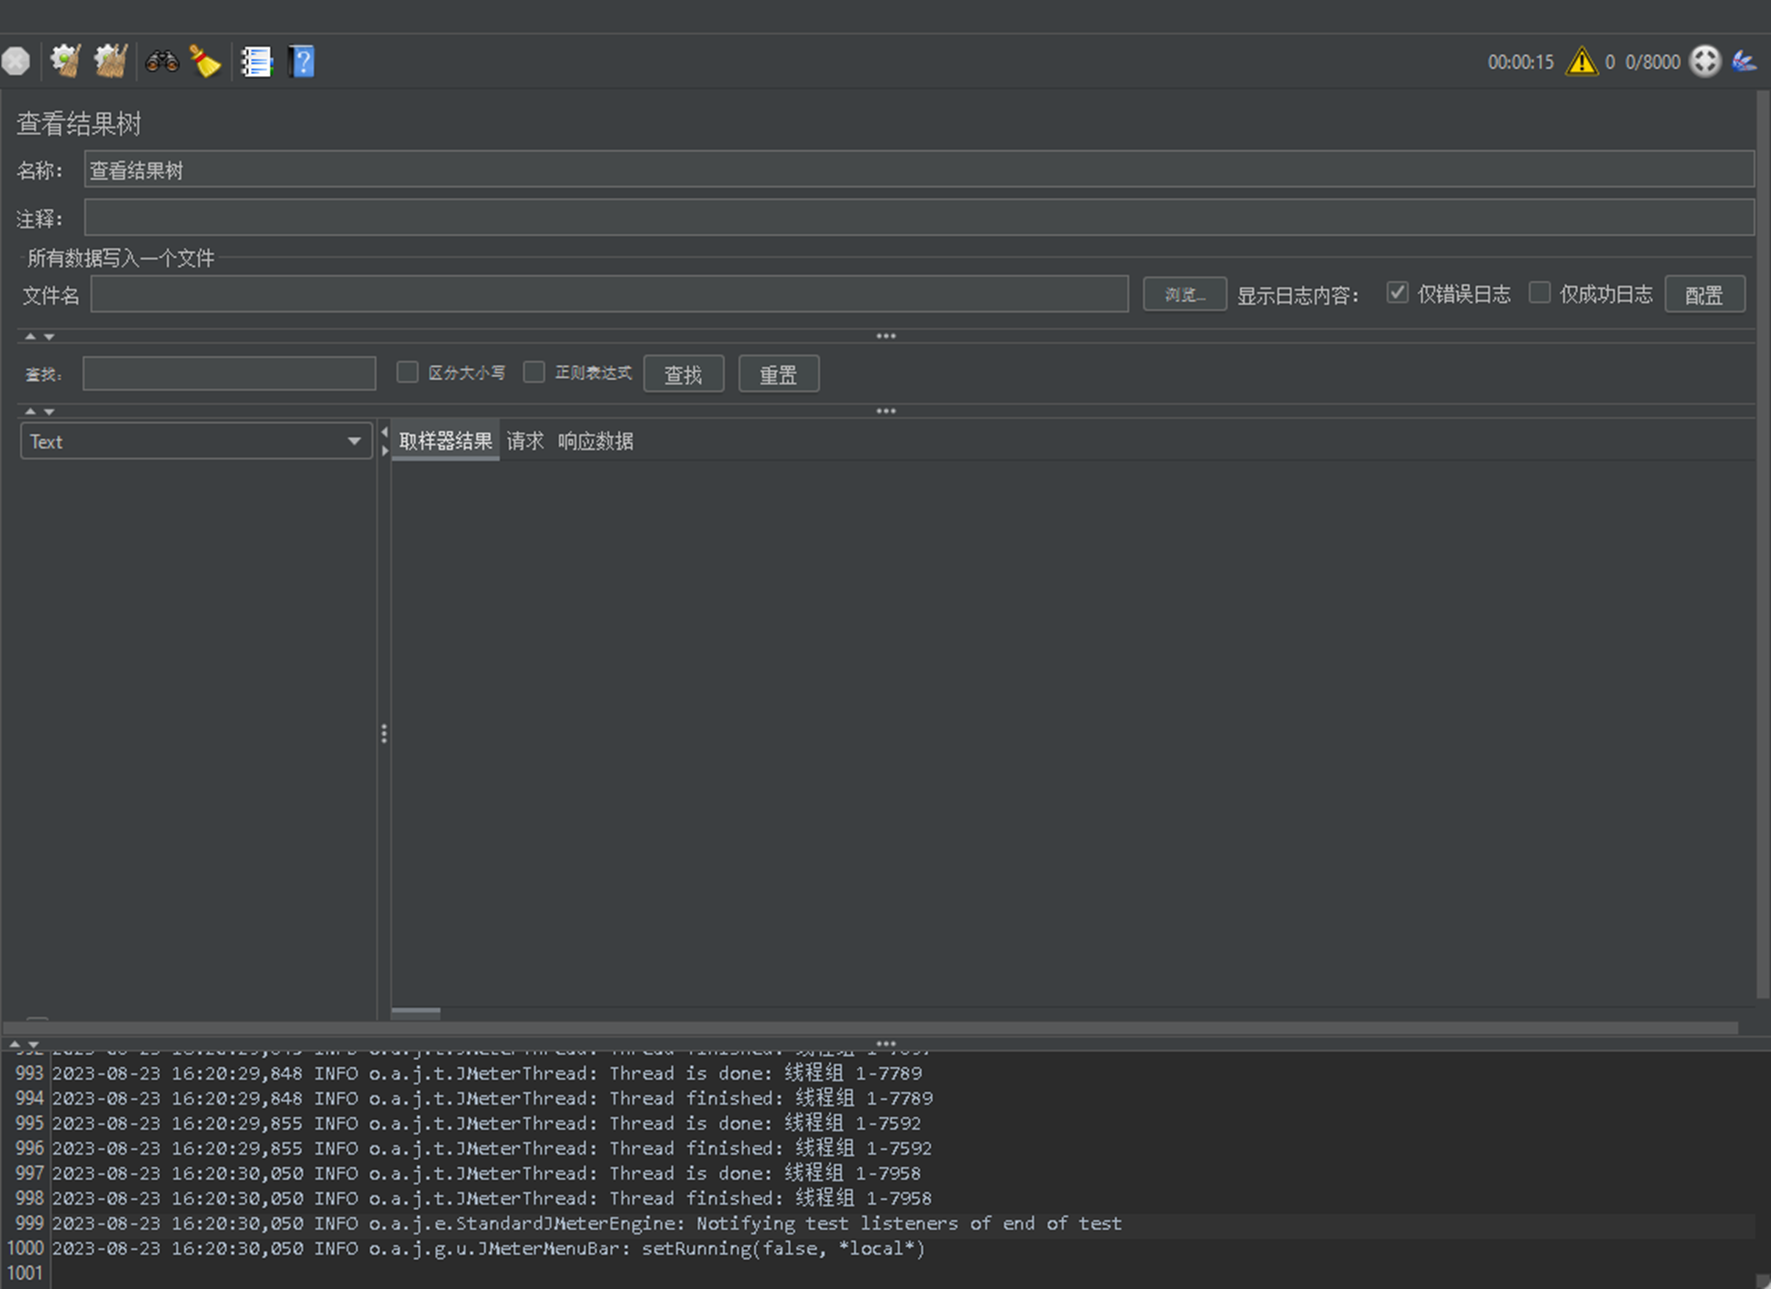 00:00:15 0 0/8000
查看结果树
名称： 查看结果树
注释：
所有数据写入一个文件
文件名 浏览... 显示日志内容： 仅错误日志 仅成功日志 配置
查找： 区分大小写 正则表达式 查找 重置
Text 取样器结果 请求 响应数据
993 2023-08-23 16:20:29,848 INFO o.a.j.t.JMeterThread: Thread is done: 线程组 1-7789
994 2023-08-23 16:20:29,848 INFO o.a.j.t.JMeterThread: Thread finished: 线程组 1-7789
995 2023-08-23 16:20:29,855 INFO o.a.j.t.JMeterThread: Thread is done: 线程组 1-7592
996 2023-08-23 16:20:29,855 INFO o.a.j.t.JMeterThread: Thread finished: 线程组 1-7592
997 2023-08-23 16:20:30,050 INFO o.a.j.t.JMeterThread: Thread is done: 线程组 1-7958
998 2023-08-23 16:20:30,050 INFO o.a.j.t.JMeterThread: Thread finished: 线程组 1-7958
999 2023-08-23 16:20:30,050 INFO o.a.j.e.StandardJMeterEngine: Notifying test listeners of end of test
1000 2023-08-23 16:20:30,050 INFO o.a.j.g.u.JMeterMenuBar: setRunning(false, *local*)
1001